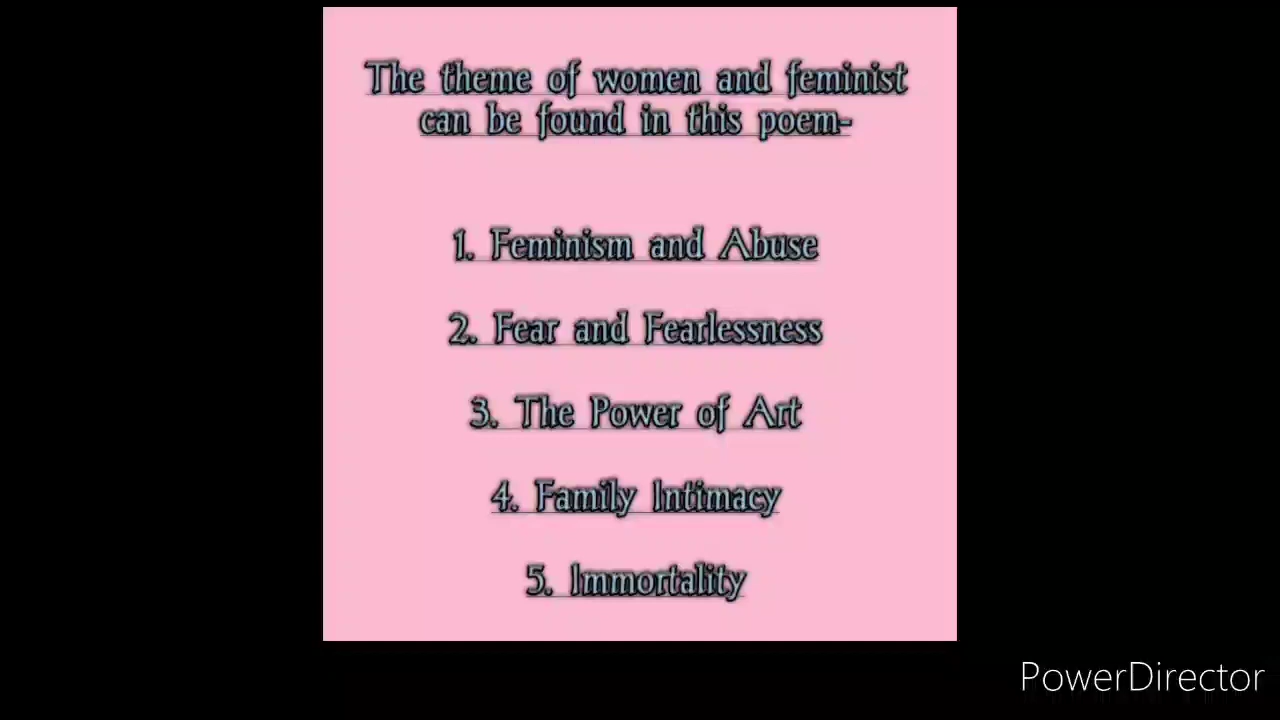 The theme of women and feminist
can be found in this poem-
1. Feminism and Abuse
2. Fear and Fearlessness
3. The Power of Art
4. Family Intimacy
5. Immortality
PowerDirector